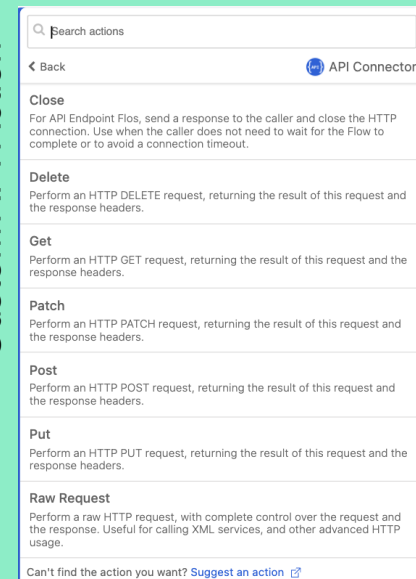 Search actions
Back
API Connector
Close
For API Endpoint Flos, send a response to the caller and close the HTTP
connection. Use when the caller does not need to wait for the Flow to
complete or to avoid a connection timeout.
Delete
Perform an HTTP DELETE request, returning the result of this request and
the response headers.
Get
Perform an HTTP GET request, returning the result of this request and the
response headers.
Patch
Perform an HTTP PATCH request, returning the result of this request and
the response headers.
Post
Perform an HTTP POST request, returning the result of this request and
the response headers.
Put
Perform an HTTP PUT request, returning the result of this request and the
response headers.
Raw Request
Perform a raw HTTP request, with complete control over the request and
the response. Useful for calling XML services, and other advanced HTTP
usage.
Can't find the action you want? Suggest an action